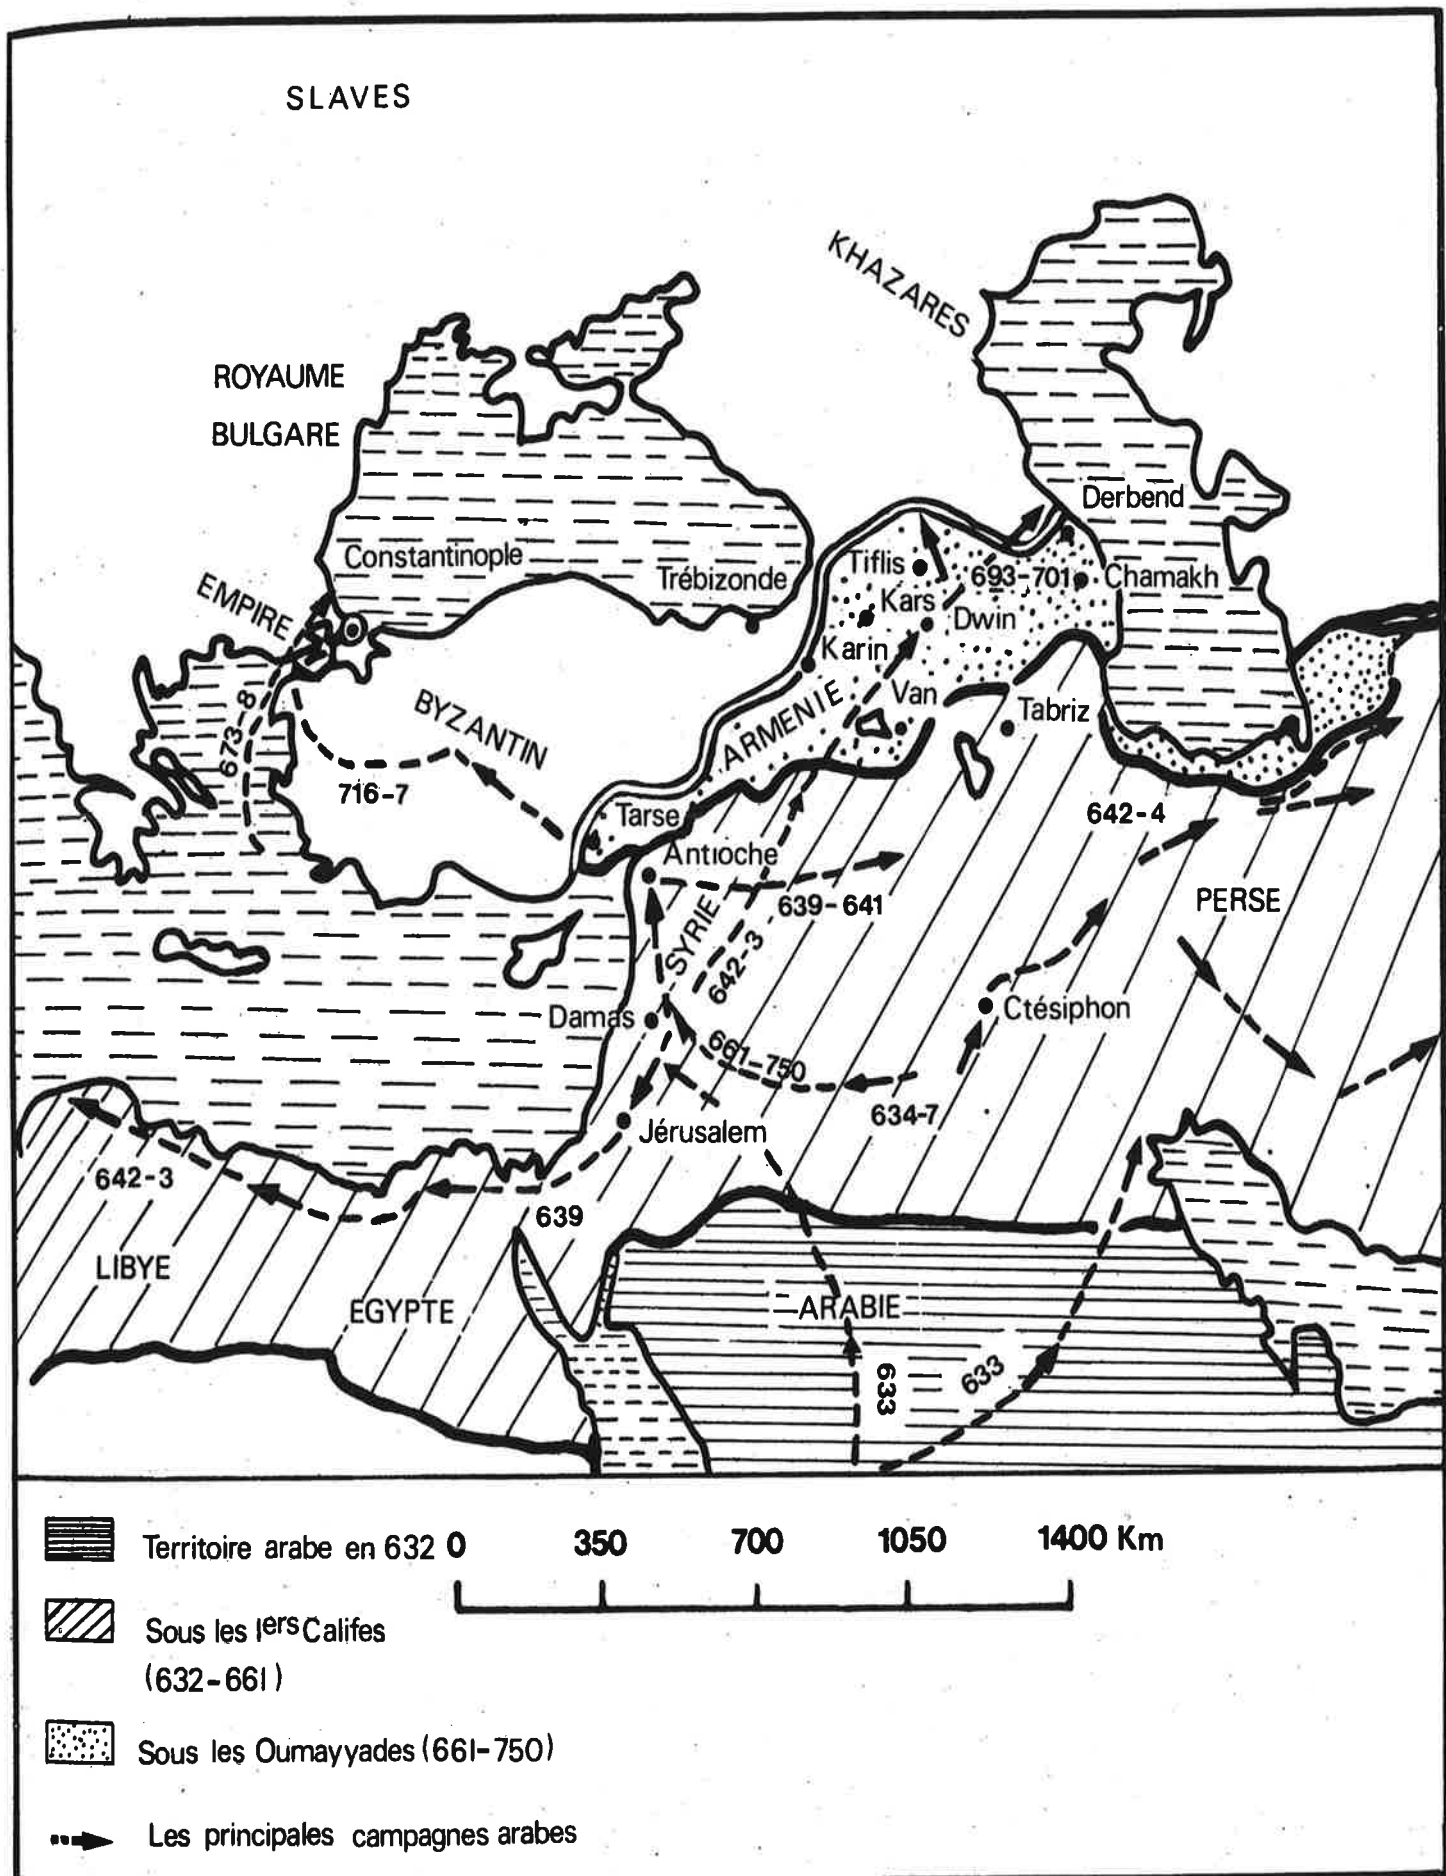 SLAVES
KHAZARES
ROYAUME
BULGARE
Derbend
Constantinople
Trébizonde
Tiflis
693-701
Chamakh
EMPIRE
Kars
Dwin
Karin
Van
ARMENIE
Tabriz
BYZANTIN
673-8
716-7
Tarse
642-4
Antioche
639-641
PERSE
SYRIE
642-3
Damas
Ctésiphon
661-750
634-7
Jérusalem
642-3
639
LIBYE
EGYPTE
ARABIE
633
633
Territoire arabe en 632
0 350 700 1050 1400 Km
Sous les Iers Califes
(632-661)
Sous les Oumayyades (661-750)
Les principales campagnes arabes